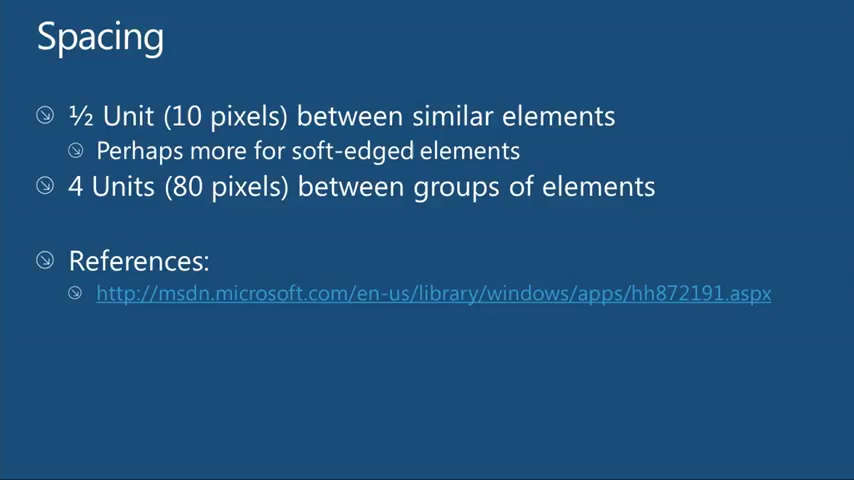 Spacing
½ Unit (10 pixels) between similar elements
Perhaps more for soft-edged elements
4 Units (80 pixels) between groups of elements
References:
http://msdn.microsoft.com/en-us/library/windows/apps/hh872191.aspx